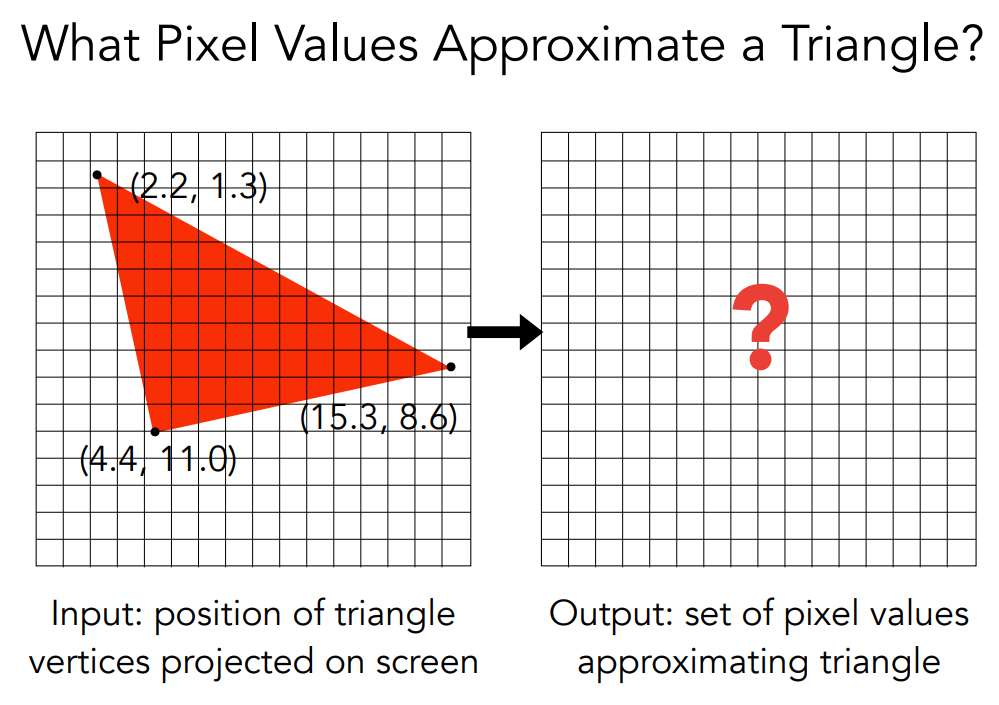 What Pixel Values Approximate a Triangle?
(2.2, 1.3)
?
(15.3, 8.6)
(4.4, 11.0)
Input: position of triangle
vertices projected on screen
Output: set of pixel values
approximating triangle